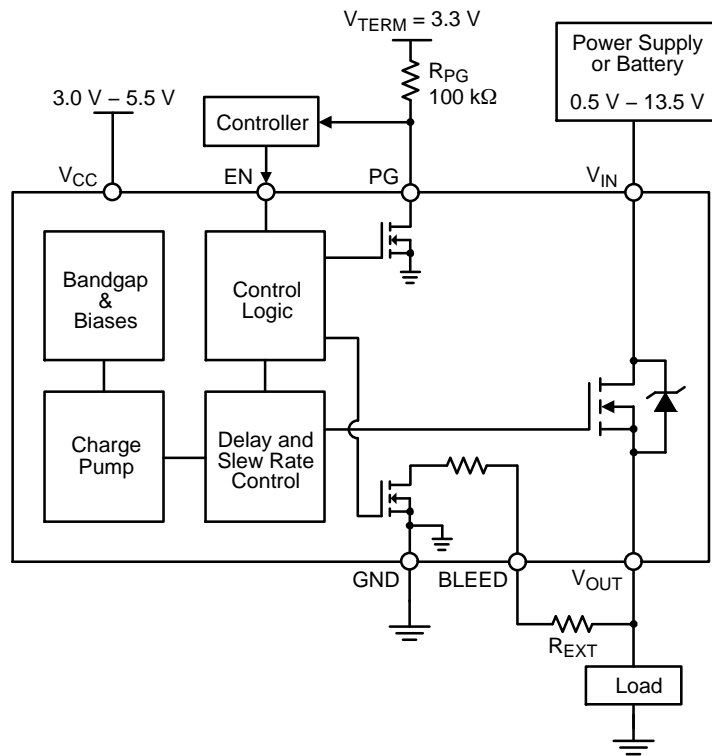 V_TERM = 3.3 V
R_PG
100 kΩ
Power Supply
or Battery
0.5 V – 13.5 V
3.0 V – 5.5 V
Controller
V_CC
EN
PG
V_IN
Bandgap
&
Biases
Control
Logic
Charge
Pump
Delay and
Slew Rate
Control
GND
BLEED
V_OUT
R_EXT
Load